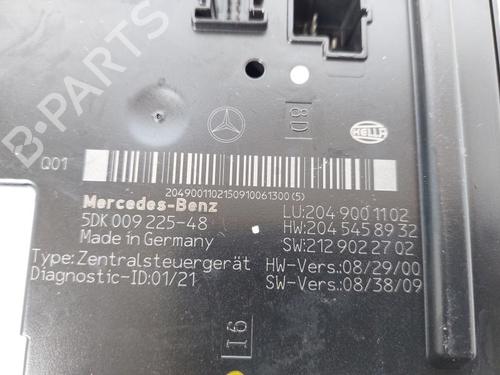 8D
HELLA
Q01
2049001102150910061300(5)
Mercedes-Benz
5DK 009 225-48
Made in Germany
Type: Zentralsteuergerät
Diagnostic-ID:01/21
LU:204 900 11 02
HW:204 545 89 32
SW:212 902 27 02
HW-Vers.:08/29/00
SW-Vers.:08/38/09
16
B-PARTS